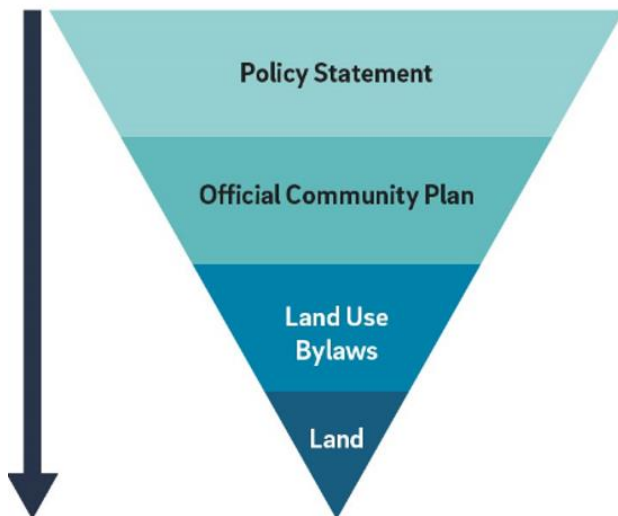 Policy Statement
Official Community Plan
Land Use
Bylaws
Land